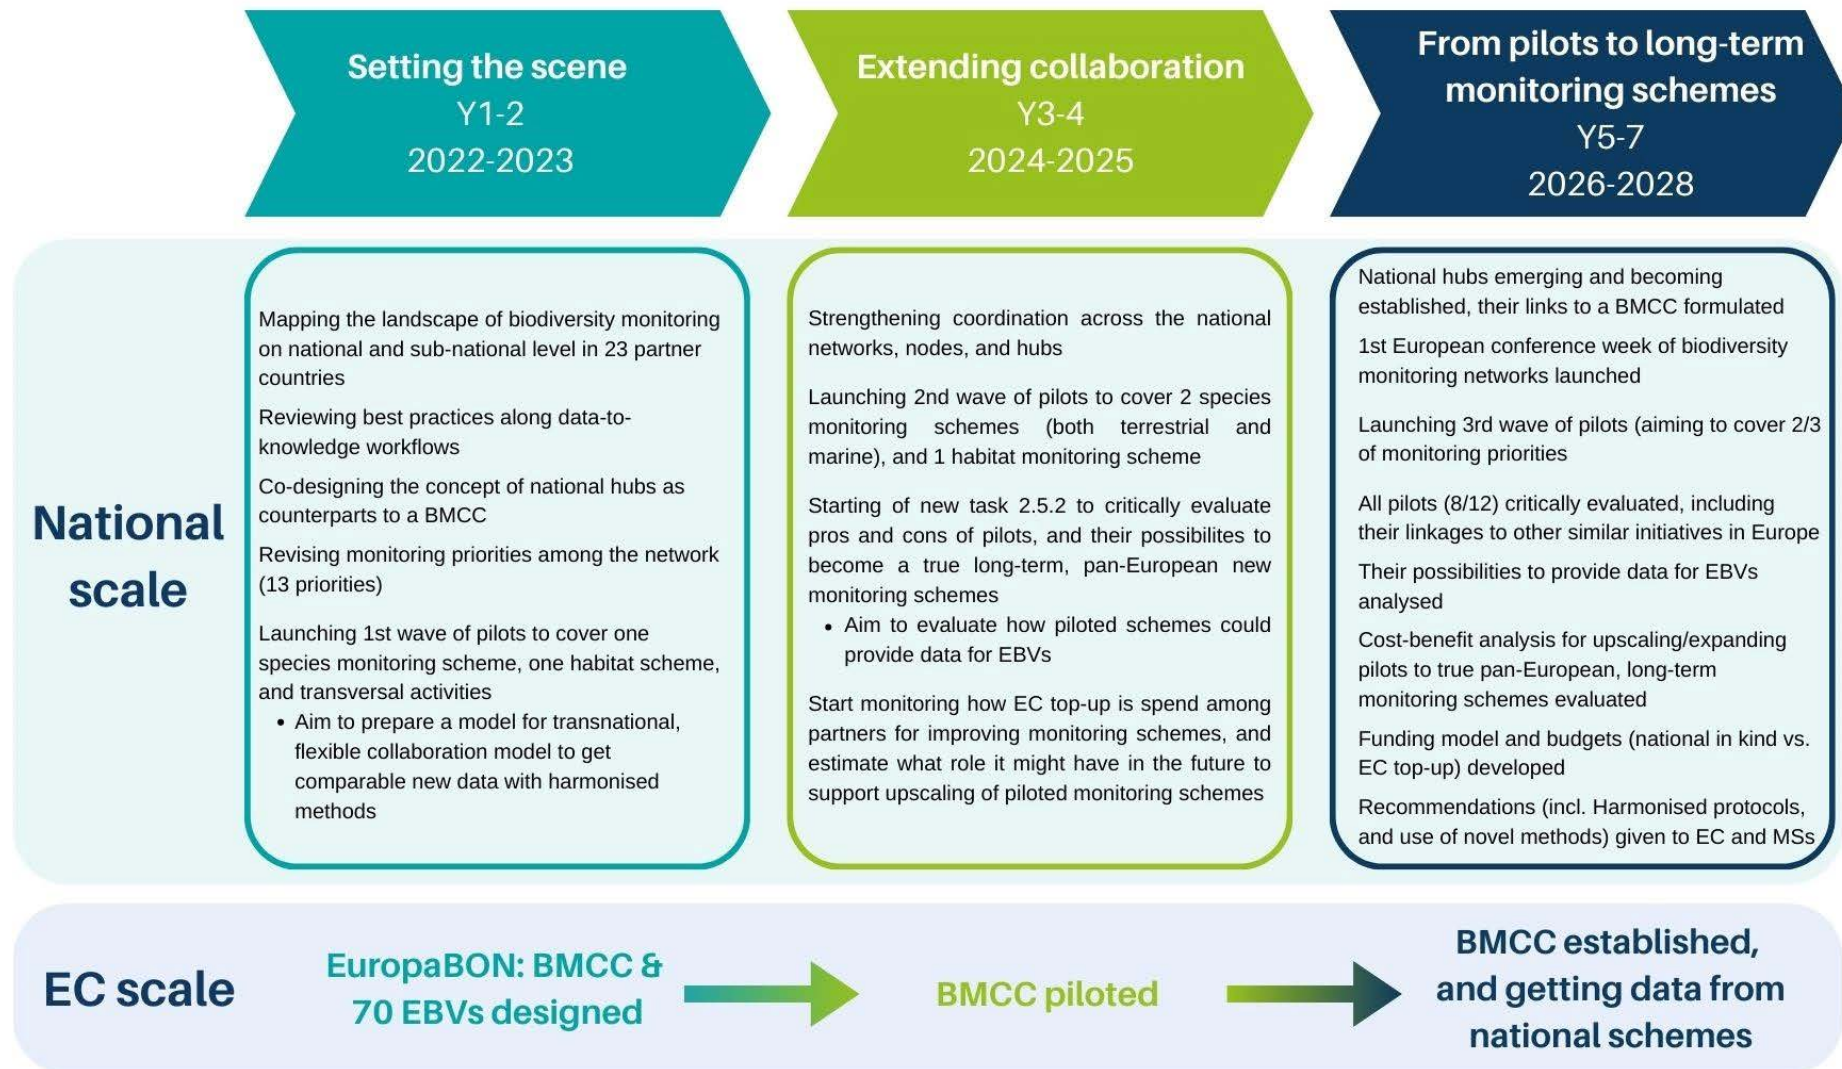 Setting the scene
Y1-2
2022-2023
Extending collaboration
Y3-4
2024-2025
From pilots to long-term
monitoring schemes
Y5-7
2026-2028
National
scale
Mapping the landscape of biodiversity monitoring
on national and sub-national level in 23 partner
countries
Reviewing best practices along data-to-
knowledge workflows
Co-designing the concept of national hubs as
counterparts to a BMCC
Revising monitoring priorities among the network
(13 priorities)
Launching 1st wave of pilots to cover one
species monitoring scheme, one habitat scheme,
and transversal activities
• Aim to prepare a model for transnational,
flexible collaboration model to get
comparable new data with harmonised
methods
Strengthening coordination across the national
networks, nodes, and hubs
Launching 2nd wave of pilots to cover 2 species
monitoring schemes (both terrestrial and
marine), and 1 habitat monitoring scheme
Starting of new task 2.5.2 to critically evaluate
pros and cons of pilots, and their possibilites to
become a true long-term, pan-European new
monitoring schemes
• Aim to evaluate how piloted schemes could
provide data for EBVs
Start monitoring how EC top-up is spend among
partners for improving monitoring schemes, and
estimate what role it might have in the future to
support upscaling of piloted monitoring schemes
National hubs emerging and becoming
established, their links to a BMCC formulated
1st European conference week of biodiversity
monitoring networks launched
Launching 3rd wave of pilots (aiming to cover 2/3
of monitoring priorities
All pilots (8/12) critically evaluated, including
their linkages to other similar initiatives in Europe
Their possibilities to provide data for EBVs
analysed
Cost-benefit analysis for upscaling/expanding
pilots to true pan-European, long-term
monitoring schemes evaluated
Funding model and budgets (national in kind vs.
EC top-up) developed
Recommendations (incl. Harmonised protocols,
and use of novel methods) given to EC and MSs
EC scale
EuropaBON: BMCC &
70 EBVs designed
BMCC piloted
BMCC established,
and getting data from
national schemes